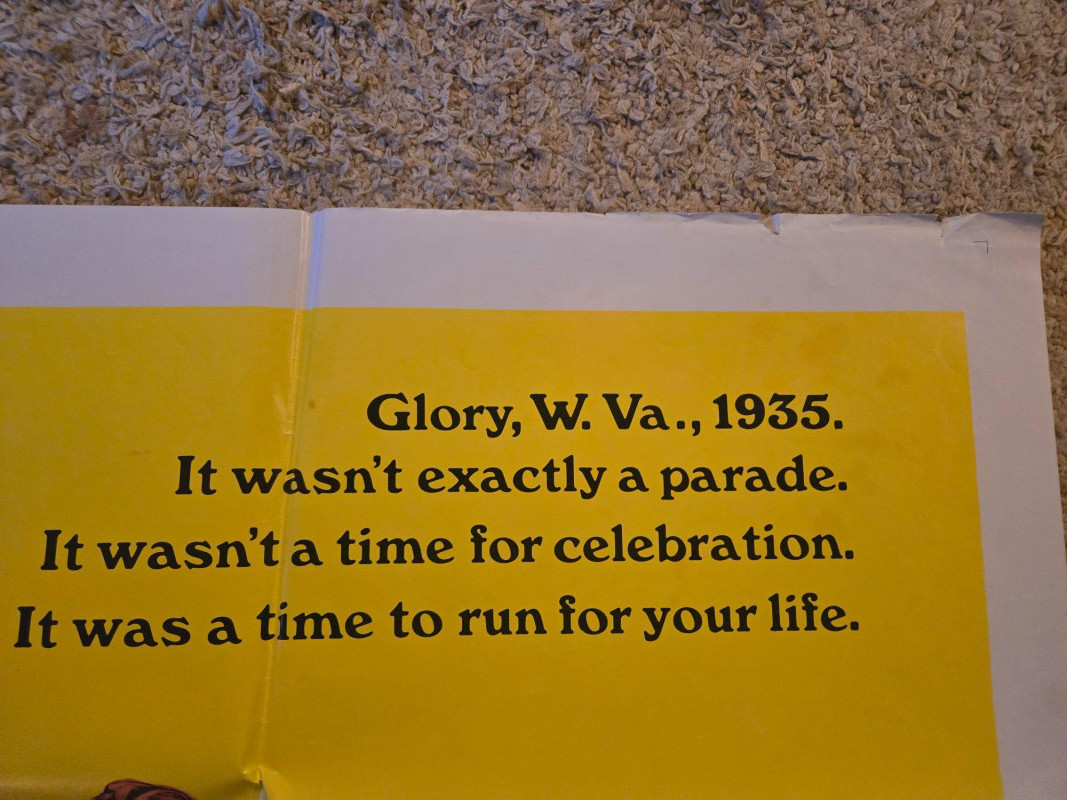 Glory, W. Va., 1935.
It wasn't exactly a parade.
It wasn't a time for celebration.
It was a time to run for your life.